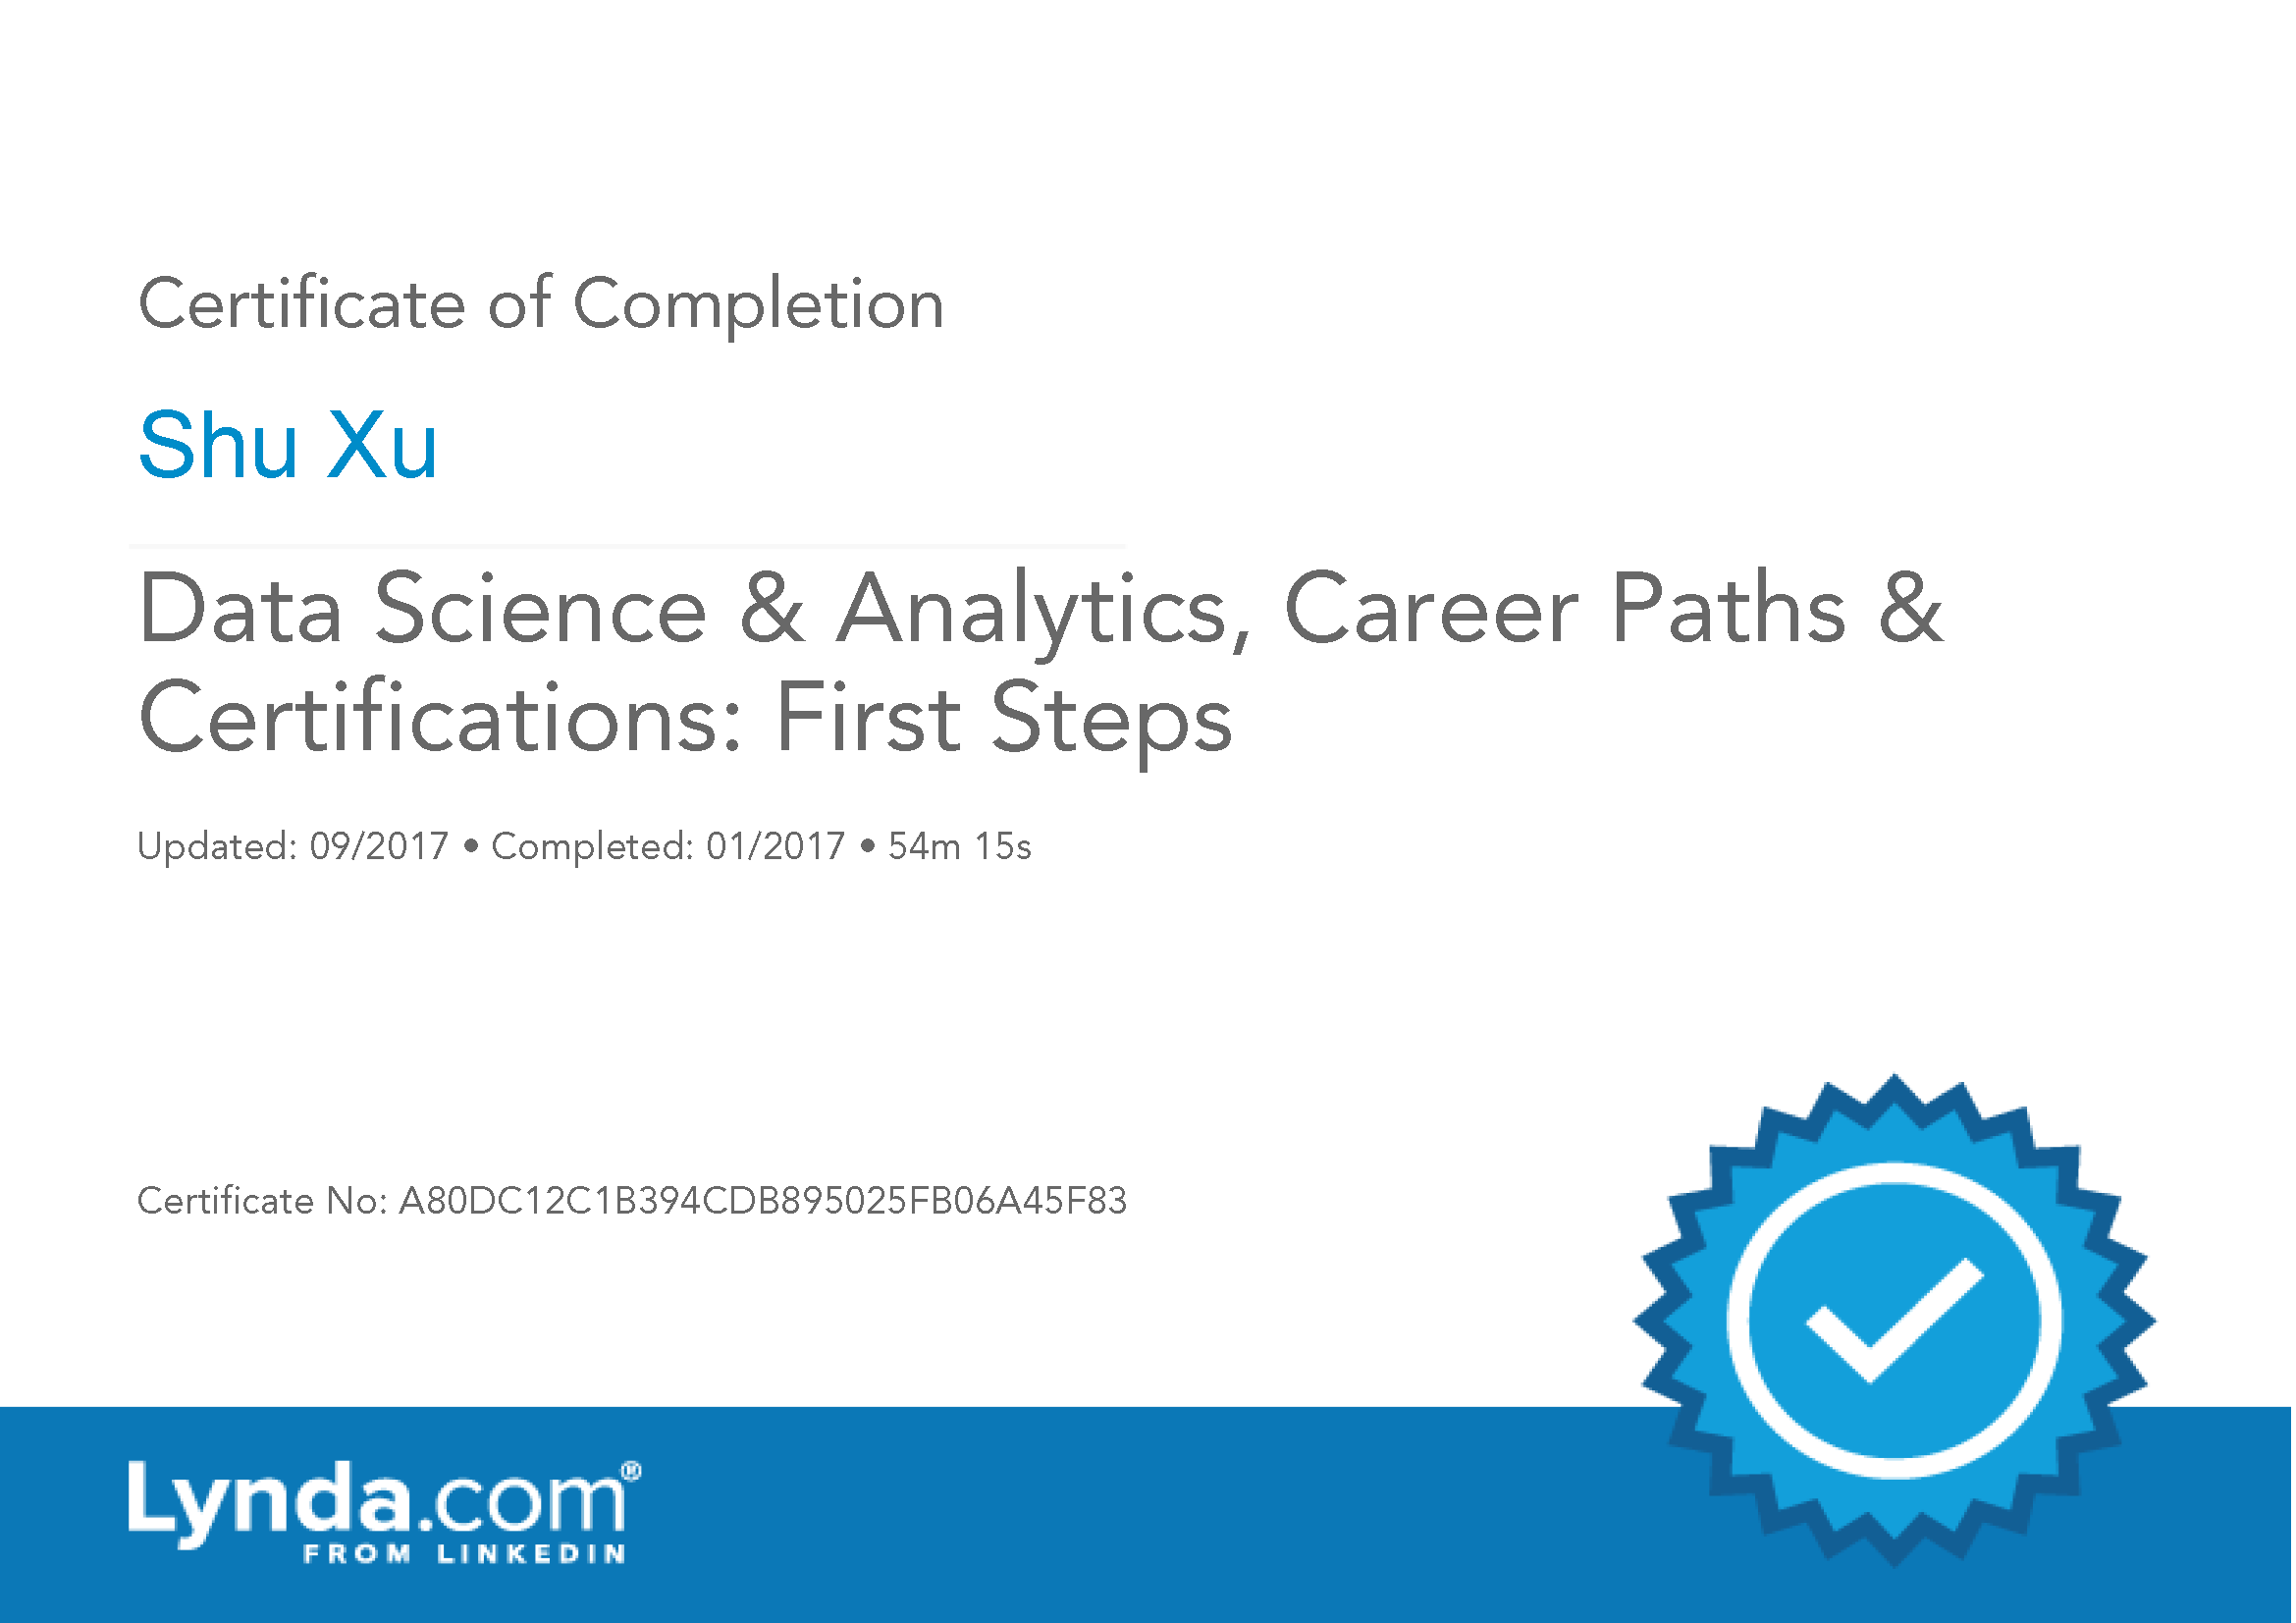 Certificate of Completion
Shu Xu
Data Science & Analytics, Career Paths &
Certifications: First Steps
Updated: 09/2017 • Completed: 01/2017 • 54m 15s
Certificate No: A80DC12C1B394CDB895025FB06A45F83
Lynda.com®
FROM LINKEDIN